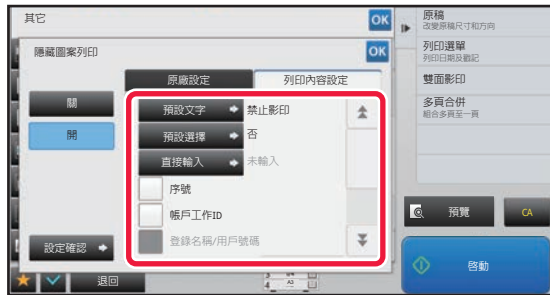 其它
OK
隱藏圖案列印
OK
原廠設定
列印內容設定
關
開
預設文字
禁止影印
預設選擇
否
直接輸入
未輸入
序號
帳戶工作ID
登錄名稱/用戶號碼
設定確認
退回
原稿
改變原稿尺寸和方向
列印選單
列印日期及戳記
雙面影印
多頁合併
組合多頁至一頁
預覽
CA
啓動